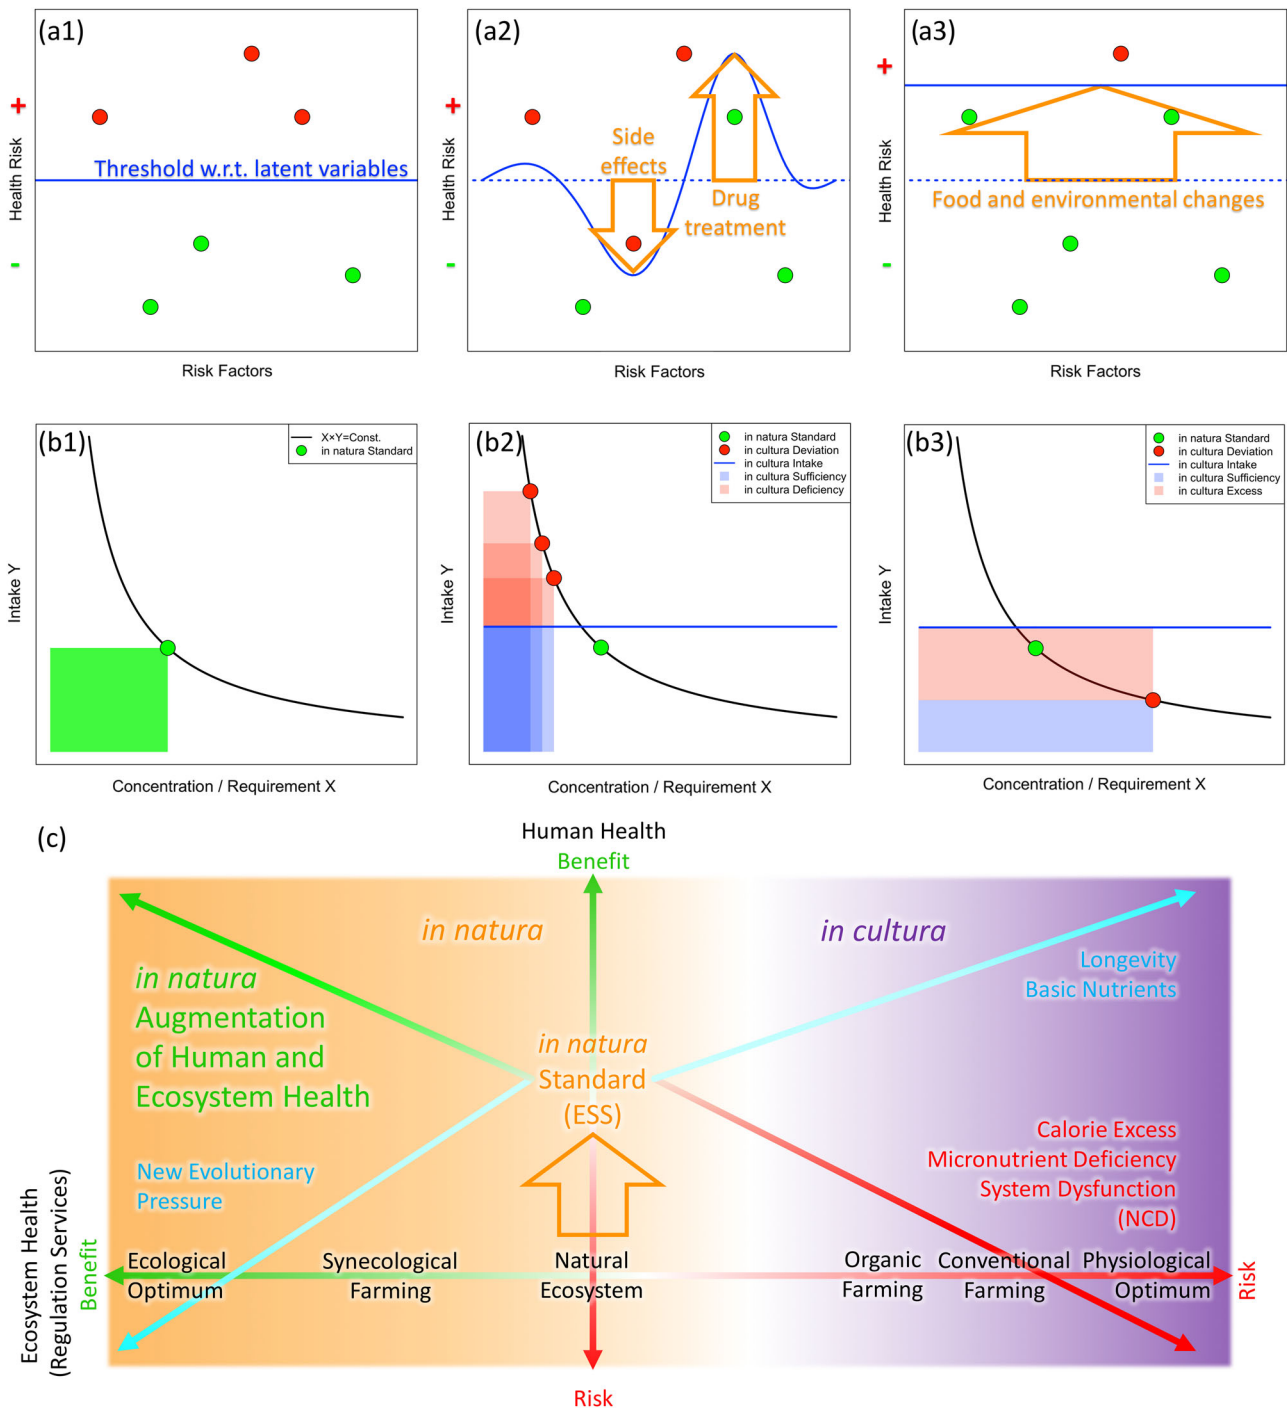 (a1)
+
Health Risk
-
Threshold w.r.t. latent variables
Risk Factors
(a2)
+
Health Risk
-
Side
effects
Drug
treatment
Risk Factors
(a3)
+
Health Risk
-
Food and environmental changes
Risk Factors
(b1)
X×Y=Const.
in natura Standard
Intake Y
Concentration / Requirement X
(b2)
in natura Standard
in cultura Deviation
in cultura Intake
in cultura Sufficiency
in cultura Deficiency
Intake Y
Concentration / Requirement X
(b3)
in natura Standard
in cultura Deviation
in cultura Intake
in cultura Sufficiency
in cultura Excess
Intake Y
Concentration / Requirement X
(c)
Human Health
Benefit
in natura
in cultura
in natura
Augmentation
of Human and
Ecosystem Health
Longevity
Basic Nutrients
in natura
Standard
(ESS)
New Evolutionary
Pressure
Calorie Excess
Micronutrient Deficiency
System Dysfunction
(NCD)
Ecosystem Health
(Regulation Services)
Benefit
Ecological
Optimum
Synecological
Farming
Natural
Ecosystem
Organic
Farming
Conventional
Farming
Physiological
Optimum
Risk
Risk